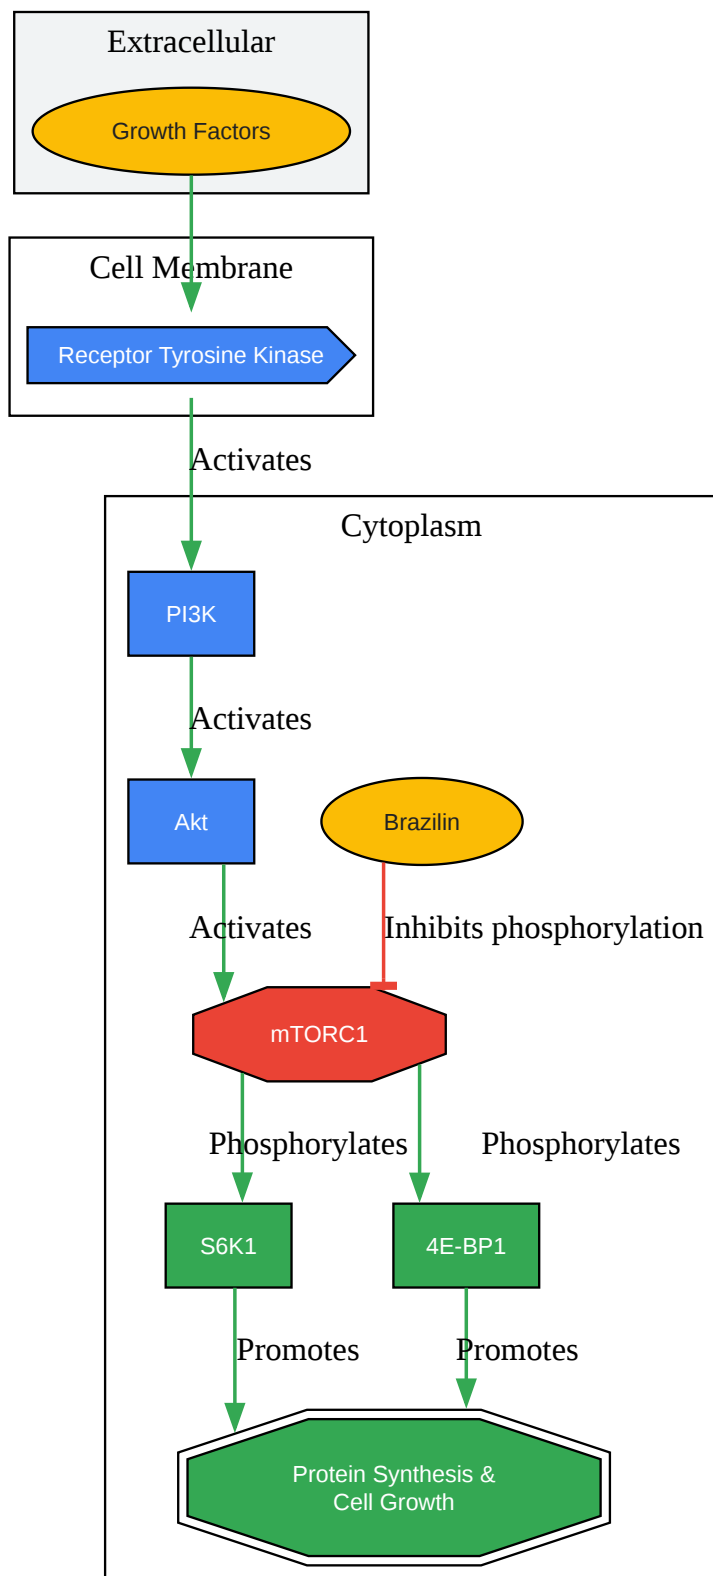 Extracellular
Growth Factors
Cell Membrane
Receptor Tyrosine Kinase
Activates
Cytoplasm
PI3K
Activates
Akt
Brazilin
Activates
Inhibits phosphorylation
mTORC1
Phosphorylates
Phosphorylates
S6K1
4E-BP1
Promotes
Promotes
Protein Synthesis &
Cell Growth